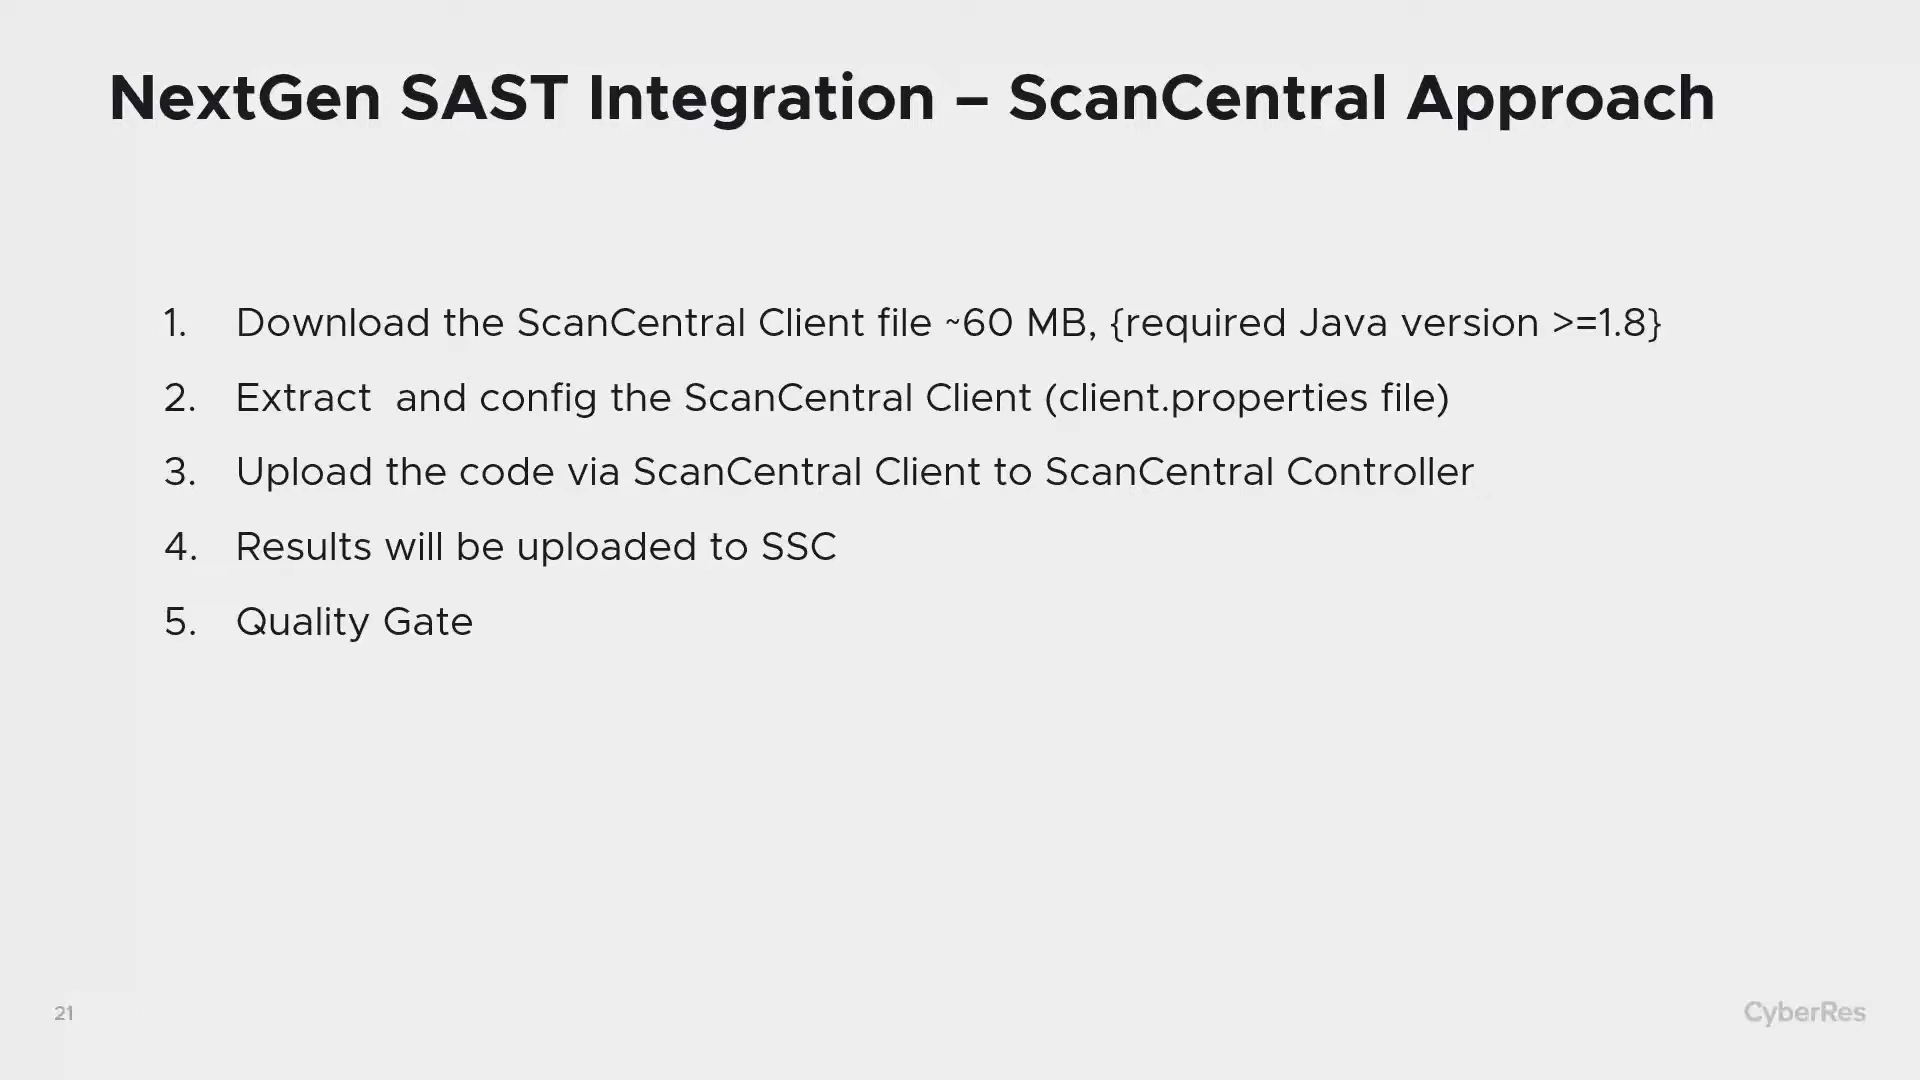 NextGen SAST Integration – ScanCentral Approach
1. Download the ScanCentral Client file ~60 MB, {required Java version >=1.8}
2. Extract  and config the ScanCentral Client (client.properties file)
3. Upload the code via ScanCentral Client to ScanCentral Controller
4. Results will be uploaded to SSC
5. Quality Gate
21
CyberRes